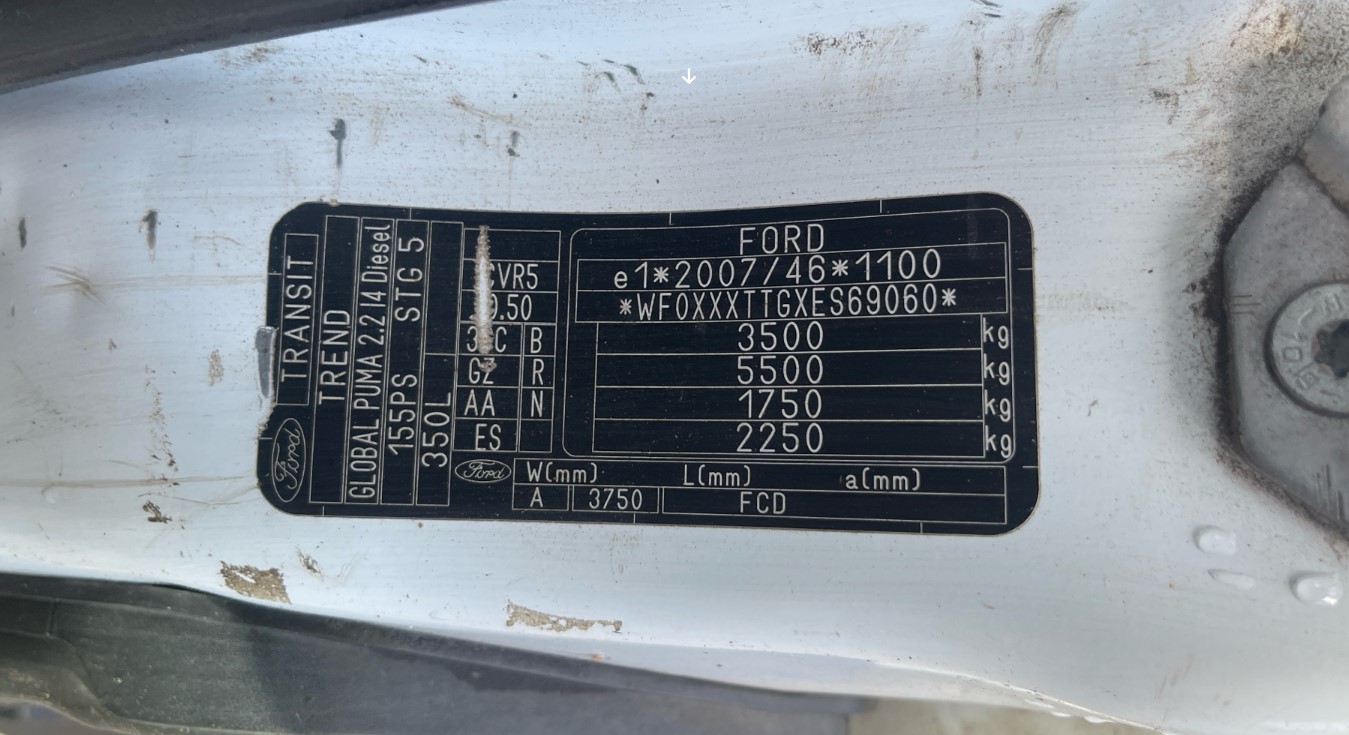 TRANSIT
Ford
TREND
GLOBAL PUMA 2.2 I4 Diesel
155PS STG 5
350L
B
GZ R
AA N
ES
Ford
FORD
e1*2007/46*1100
*WF0XXXTTGXES69060*
3500 kg
5500 kg
1750 kg
2250 kg
W(mm) L(mm) a(mm)
A 3750 FCD